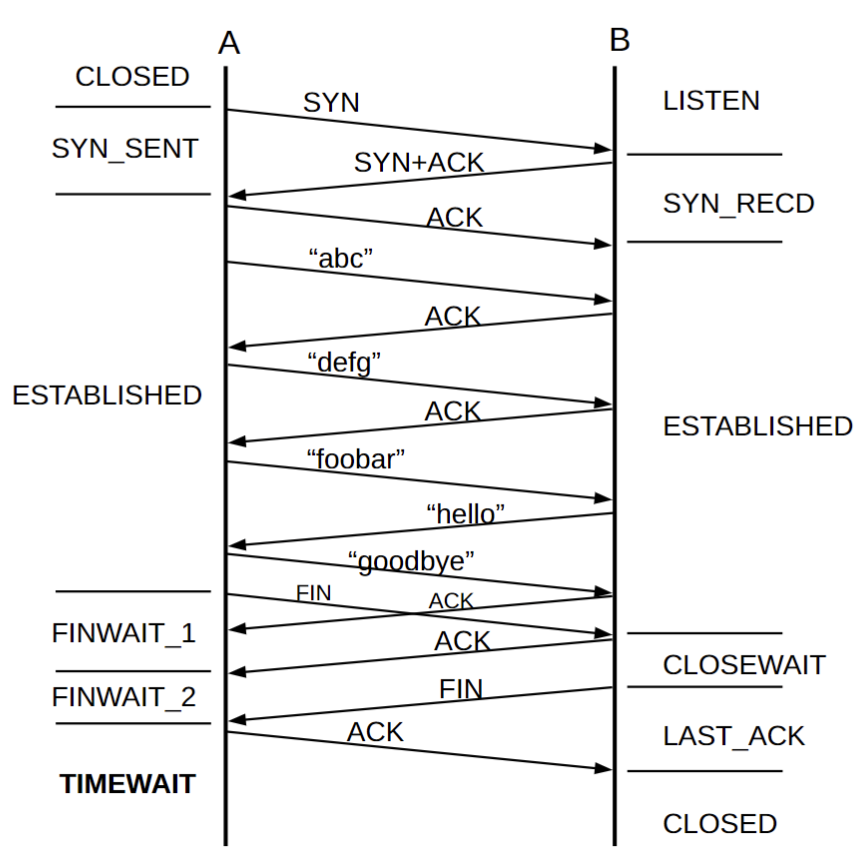 A
B
CLOSED
LISTEN
SYN
SYN_SENT
SYN+ACK
SYN_RECD
ACK
“abc”
ACK
“defg”
ESTABLISHED
ACK
ESTABLISHED
“foobar”
“hello”
“goodbye”
FIN
ACK
FINWAIT_1
ACK
CLOSEWAIT
FINWAIT_2
FIN
ACK
LAST_ACK
TIMEWAIT
CLOSED